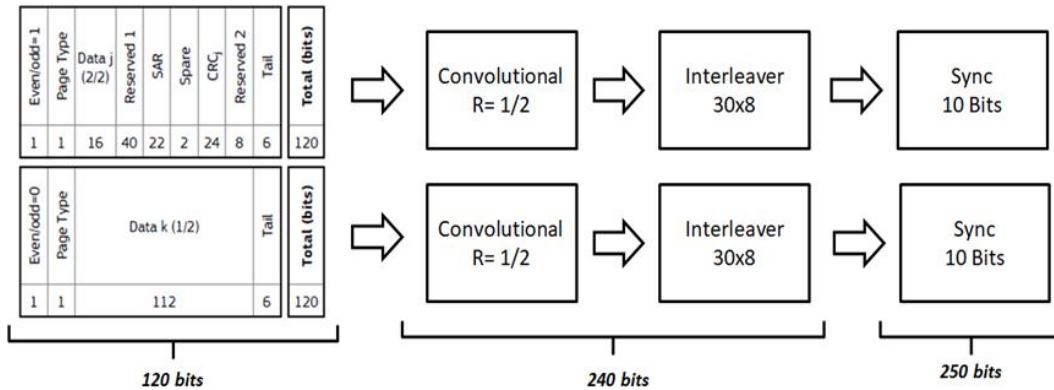 Even/odd=1
Page Type
Data j
(2/2)
Reserved 1
SAR
Spare
CRCj
Reserved 2
Tail
Total (bits)
1 1 16 40 22 2 24 8 6 120
Convolutional
R= 1/2
Interleaver
30x8
Sync
10 Bits
Even/odd=0
Page Type
Data k (1/2)
Tail
Total (bits)
1 1 112 6 120
Convolutional
R= 1/2
Interleaver
30x8
Sync
10 Bits
120 bits
240 bits
250 bits